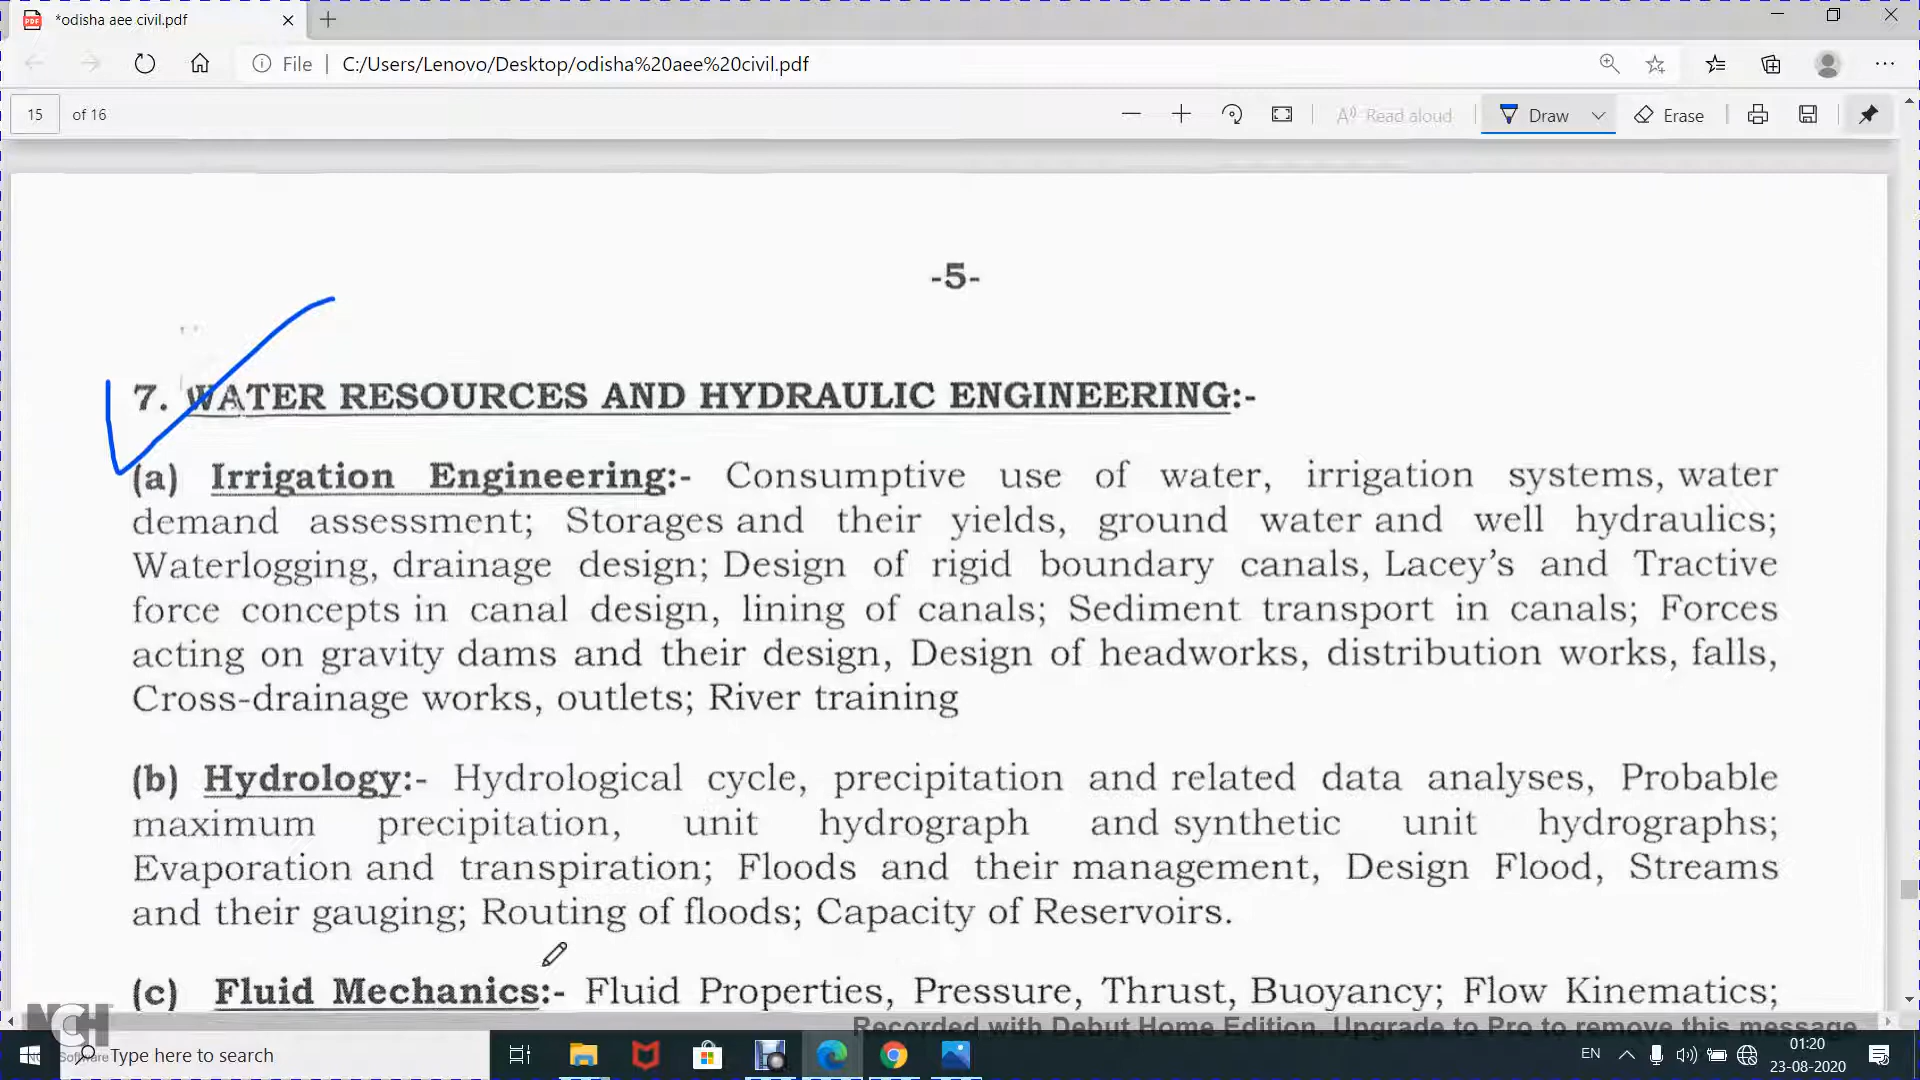 *odisha aee civil.pdf
File C:/Users/Lenovo/Desktop/odisha%20aee%20civil.pdf
15 of 16 Read aloud Draw Erase
-5-
7. WATER RESOURCES AND HYDRAULIC ENGINEERING:-
(a) Irrigation Engineering:- Consumptive use of water, irrigation systems, water
demand assessment; Storages and their yields, ground water and well hydraulics;
Waterlogging, drainage design; Design of rigid boundary canals, Lacey's and Tractive
force concepts in canal design, lining of canals; Sediment transport in canals; Forces
acting on gravity dams and their design, Design of headworks, distribution works, falls,
Cross-drainage works, outlets; River training
(b) Hydrology:- Hydrological cycle, precipitation and related data analyses, Probable
maximum precipitation, unit hydrograph and synthetic unit hydrographs;
Evaporation and transpiration; Floods and their management, Design Flood, Streams
and their gauging; Routing of floods; Capacity of Reservoirs.
(c) Fluid Mechanics:- Fluid Properties, Pressure, Thrust, Buoyancy; Flow Kinematics;
NCH
Software
Recorded with Debut Home Edition. Upgrade to Pro to remove this message
Type here to search
EN
01:20
23-08-2020